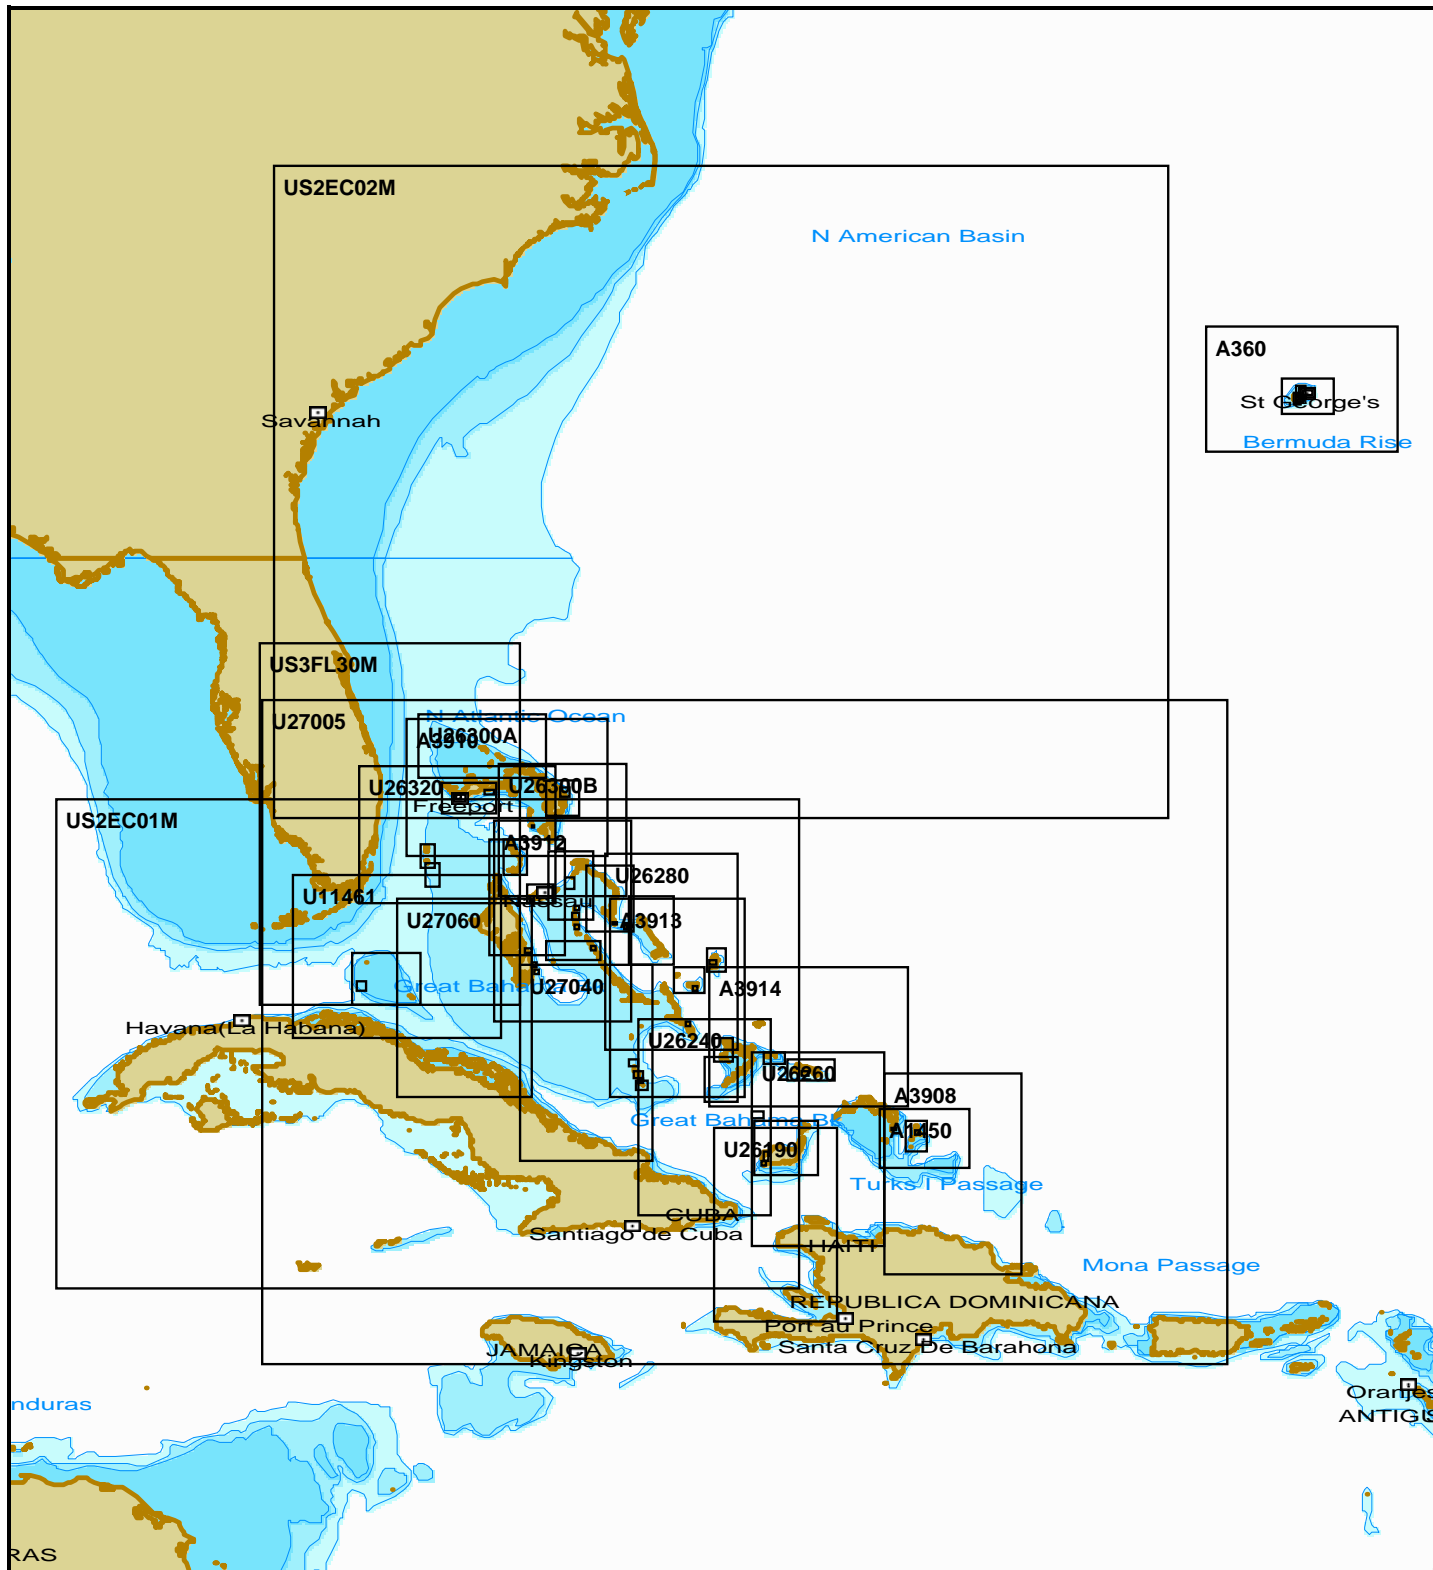 US2EC02M
N American Basin
A360
St George's
Savannah
Bermuda Rise
US3FL30M
N Atlantic Ocean
U27005
U26300A
A3910
U26320
U26300B
Freeport
US2EC01M
A3912
U26280
U11461
Nassau
U27060
A3913
Great Bahama
U27040
A3914
Havana(La Habana)
U26240
U26260
A3908
Great Bahama Bk
A1450
U26190
Turks I Passage
CUBA
Santiago de Cuba
HAITI
Mona Passage
REPUBLICA DOMINICANA
Port au Prince
Santa Cruz De Barahona
JAMAICA
Kingston
Oranjes
nduras
ANTIGU
RAS